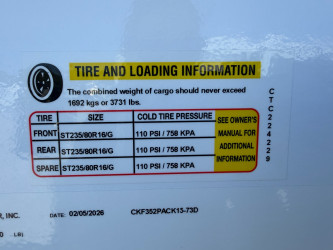 TIRE AND LOADING INFORMATION
The combined weight of cargo should never exceed
1692 kgs or 3731 lbs.
TIRE SIZE COLD TIRE PRESSURE SEE OWNER'S MANUAL FOR ADDITIONAL INFORMATION
FRONT ST235/80R16/G 110 PSI / 758 KPA
REAR ST235/80R16/G 110 PSI / 758 KPA
SPARE ST235/80R16/G 110 PSI / 758 KPA
CTC224229
R, INC. DATE: 02/05/2026 CKF352PACK13-73D
0 LB)